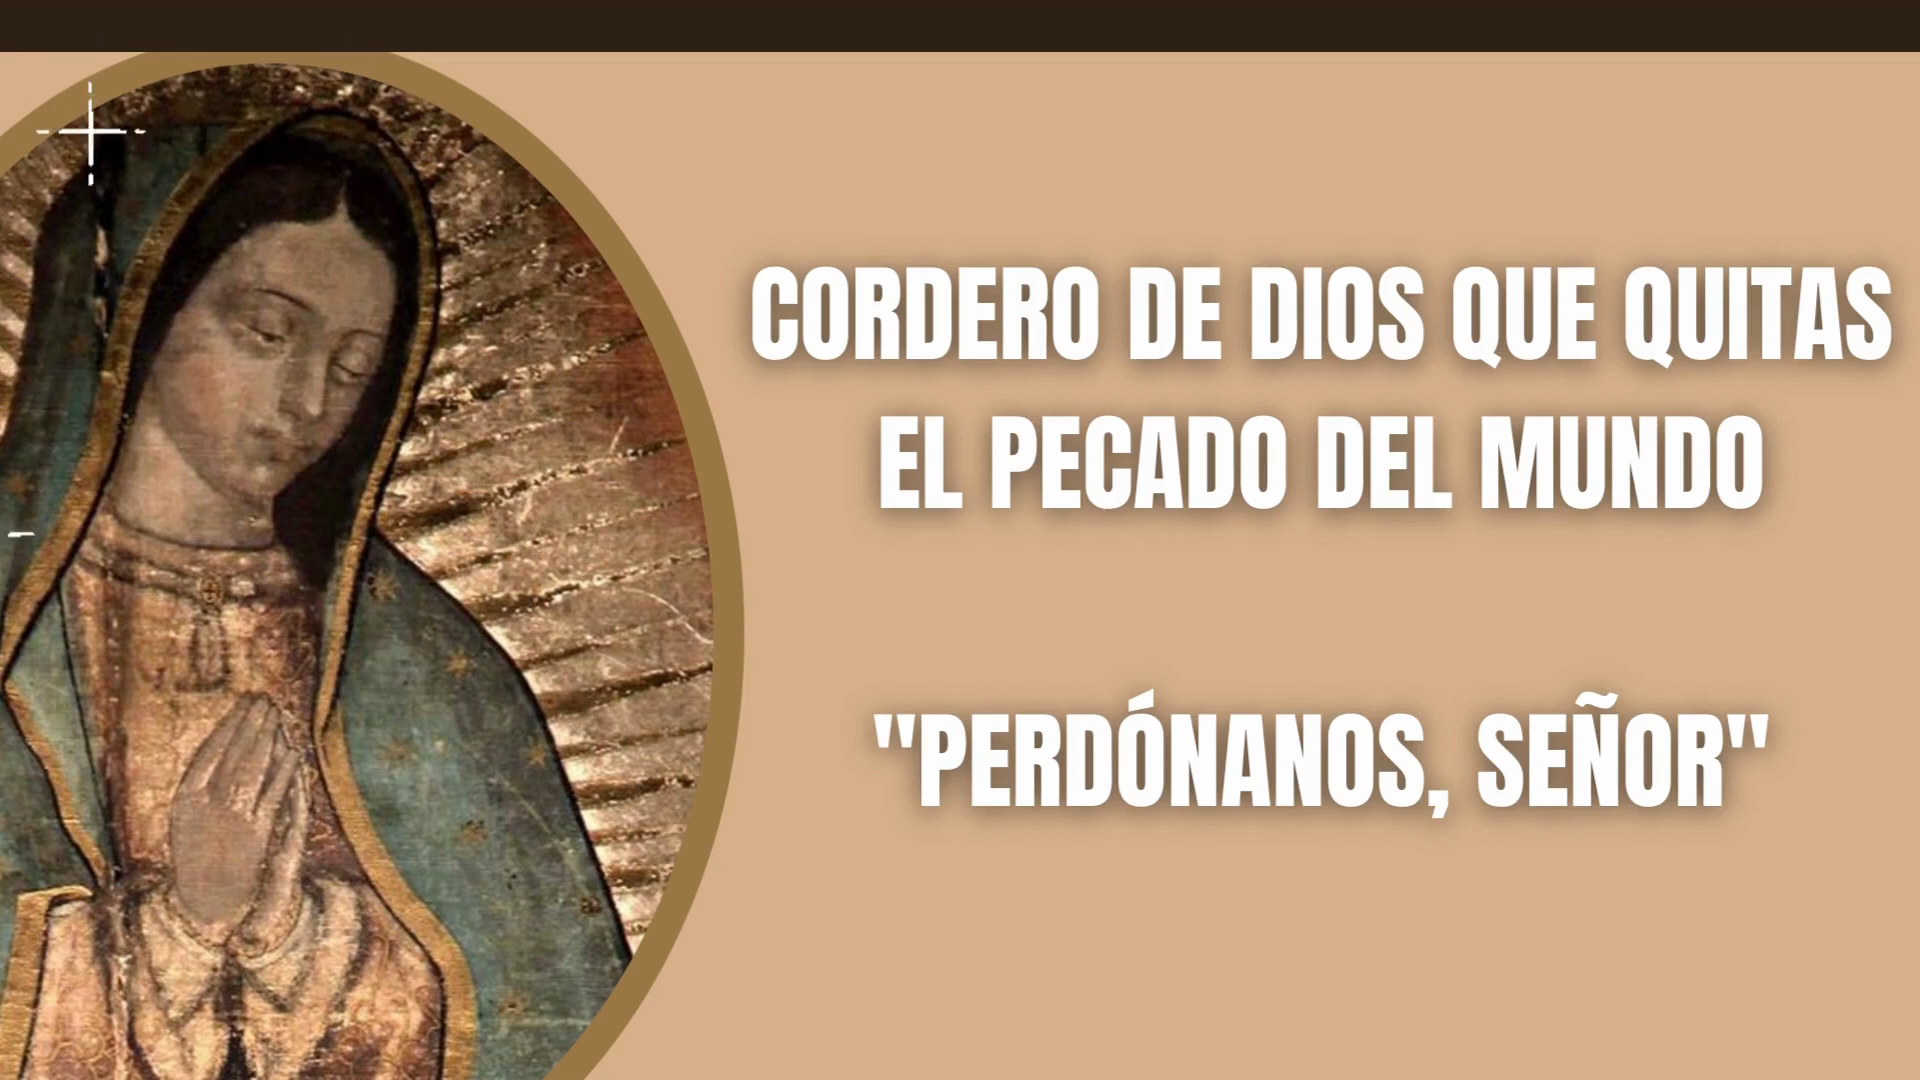 CORDERO DE DIOS QUE QUITAS
EL PECADO DEL MUNDO
"PERDÓNANOS, SEÑOR"